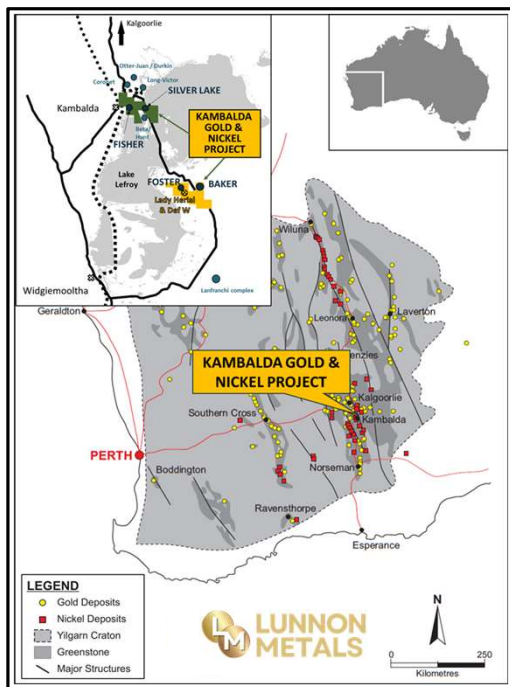 Kalgoorlie
Otter-Juan / Durkin
Coronet
Long-Victor
SILVER LAKE
Kambalda
Beta/
Hunt
FISHER
KAMBALDA
GOLD &
NICKEL
PROJECT
Lake
Lefroy
FOSTER
BAKER
Lady Herial
& Def W
Widgiemooltha
Lanfranchi complex
Geraldton
Wiluna
Leonora
Laverton
enzies
KAMBALDA GOLD &
NICKEL PROJECT
Kalgoorlie
Kambalda
Southern Cross
PERTH
Boddington
Norseman
Ravensthorpe
Esperance
LEGEND
Gold Deposits
Nickel Deposits
Yilgarn Craton
Greenstone
Major Structures
LM
LUNNON
METALS
N
0
250
Kilometres